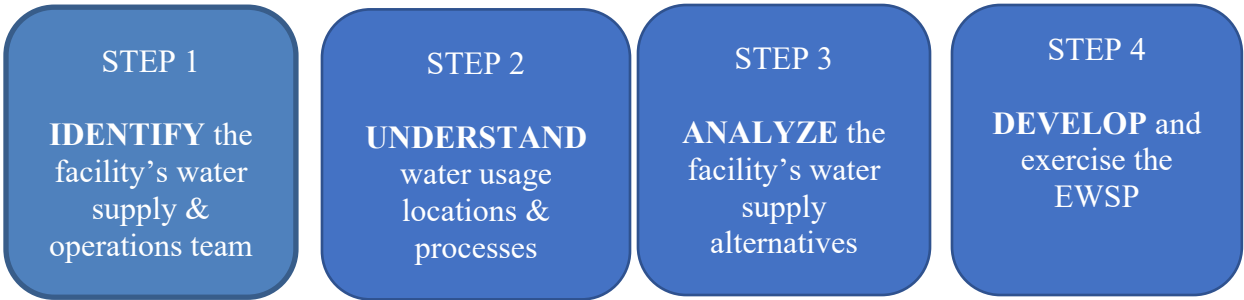 STEP 1
IDENTIFY the
facility’s water
supply &
operations team
STEP 2
UNDERSTAND
water usage
locations &
processes
STEP 3
ANALYZE the
facility’s water
supply
alternatives
STEP 4
DEVELOP and
exercise the
EWSP